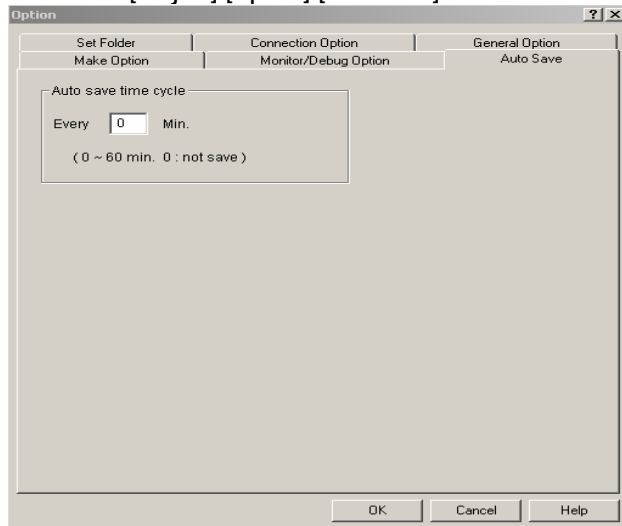 Option
Set Folder Connection Option General Option
Make Option Monitor/Debug Option Auto Save
Auto save time cycle
Every 0 Min.
( 0 ~ 60 min. 0 : not save )
OK Cancel Help